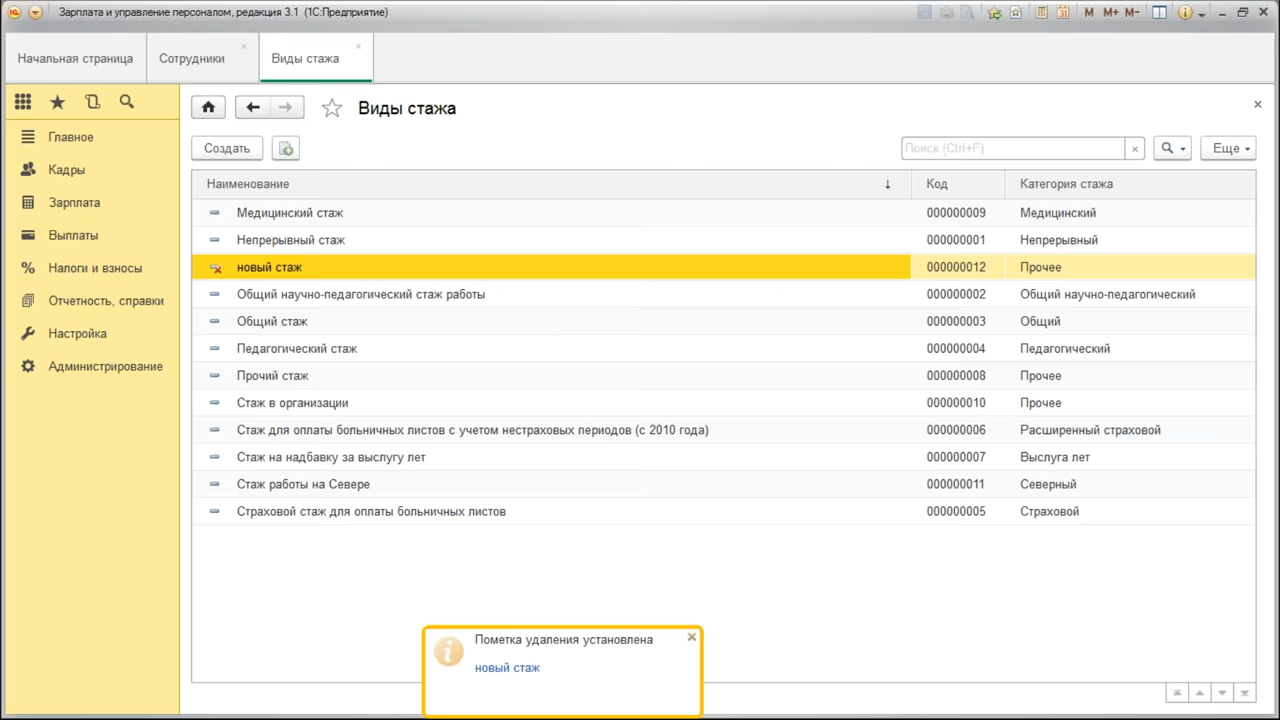 Зарплата и управление персоналом, редакция 3.1 (1С:Предприятие)
M M+ M-
Начальная страница
Сотрудники
Виды стажа
Виды стажа
Главное
Кадры
Зарплата
Выплаты
Налоги и взносы
Отчетность, справки
Настройка
Администрирование
Создать
Поиск (Ctrl+F)
Еще
Наименование Код Категория стажа
Медицинский стаж 000000009 Медицинский
Непрерывный стаж 000000001 Непрерывный
новый стаж 000000012 Прочее
Общий научно-педагогический стаж работы 000000002 Общий научно-педагогический
Общий стаж 000000003 Общий
Педагогический стаж 000000004 Педагогический
Прочий стаж 000000008 Прочее
Стаж в организации 000000010 Прочее
Стаж для оплаты больничных листов с учетом нестраховых периодов (с 2010 года) 000000006 Расширенный страховой
Стаж на надбавку за выслугу лет 000000007 Выслуга лет
Стаж работы на Севере 000000011 Северный
Страховой стаж для оплаты больничных листов 000000005 Страховой
Пометка удаления установлена
новый стаж